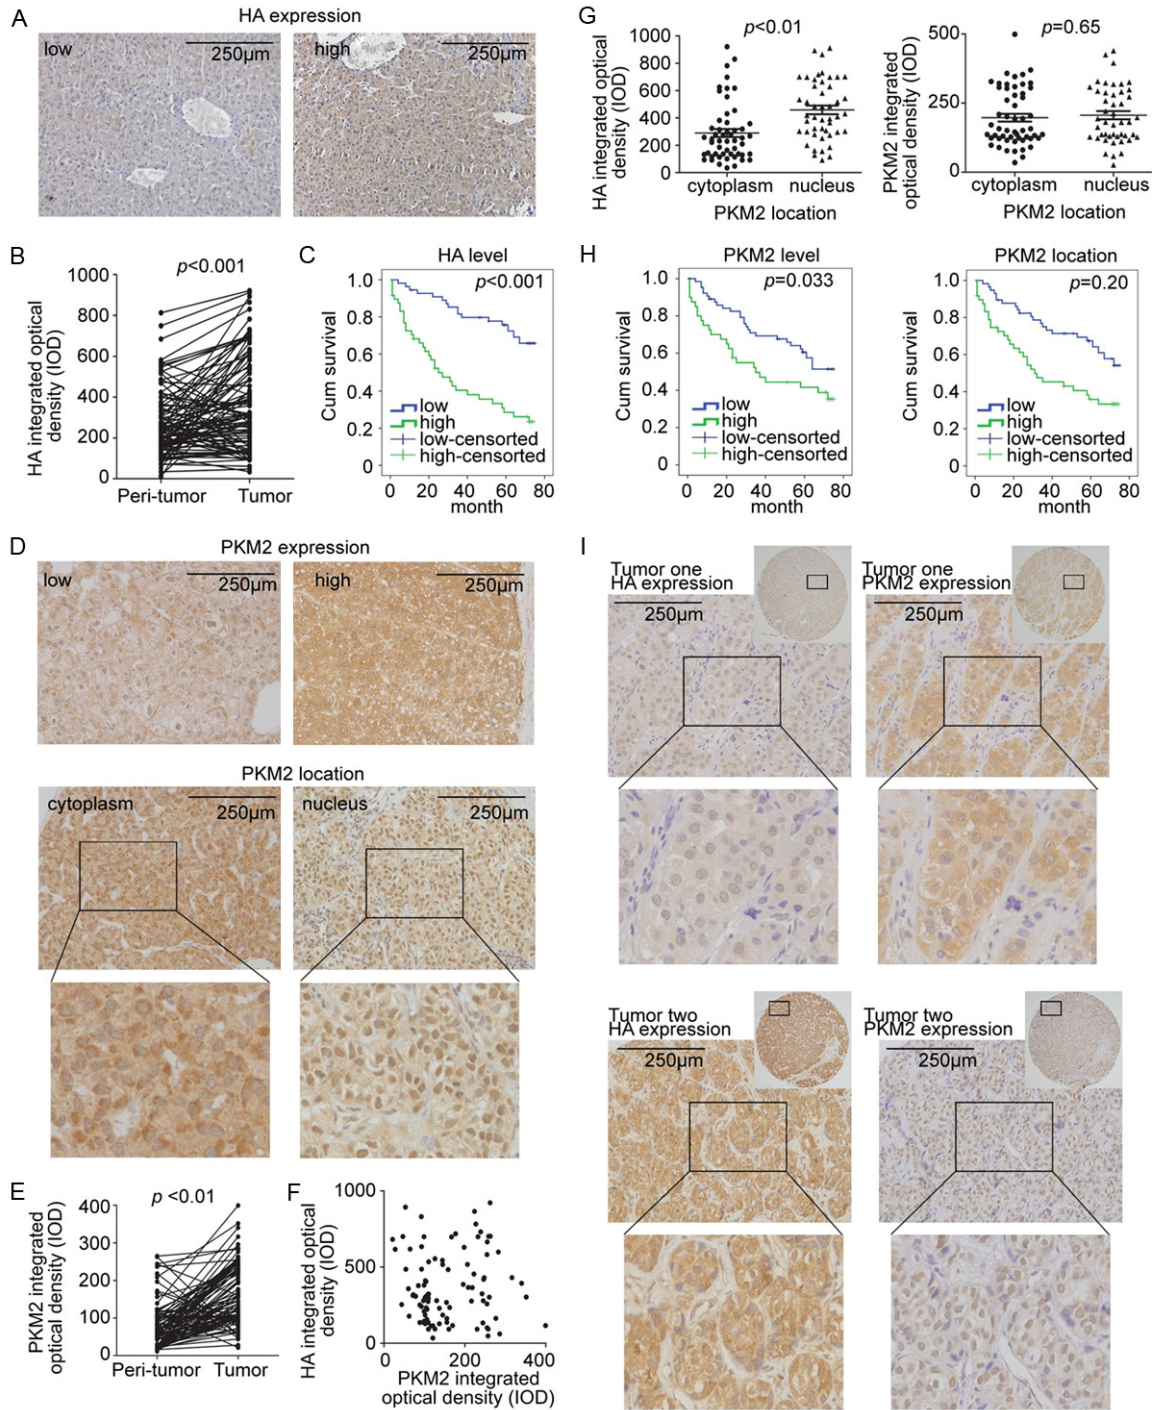 A
HA expression
low
250μm
high
250μm
B
p<0.001
HA integrated optical
density (IOD)
1000
800
600
400
200
0
Peri-tumor
Tumor
C
HA level
p<0.001
Cum survival
1.0
0.8
0.6
0.4
0.2
0
low
high
low-censorted
high-censorted
0 20 40 60 80
month
D
PKM2 expression
low
250μm
high
250μm
PKM2 location
cytoplasm
250μm
nucleus
250μm
E
p <0.01
PKM2 integrated
optical density (IOD)
400
300
200
100
0
Peri-tumor
Tumor
F
HA integrated optical
density (IOD)
1000
500
0
0 200 400
PKM2 integrated
optical density (IOD)
G
p<0.01
HA integrated optical
density (IOD)
1000
800
600
400
200
0
cytoplasm
nucleus
PKM2 location
p=0.65
PKM2 integrated
optical density (IOD)
500
250
0
cytoplasm
nucleus
PKM2 location
H
PKM2 level
p=0.033
Cum survival
1.0
0.8
0.6
0.4
0.2
0
low
high
low-censorted
high-censorted
0 20 40 60 80
month
PKM2 location
p=0.20
Cum survival
1.0
0.8
0.6
0.4
0.2
0
low
high
low-censorted
high-censorted
0 20 40 60 80
month
I
Tumor one
HA expression
250μm
Tumor one
PKM2 expression
250μm
Tumor two
HA expression
250μm
Tumor two
PKM2 expression
250μm